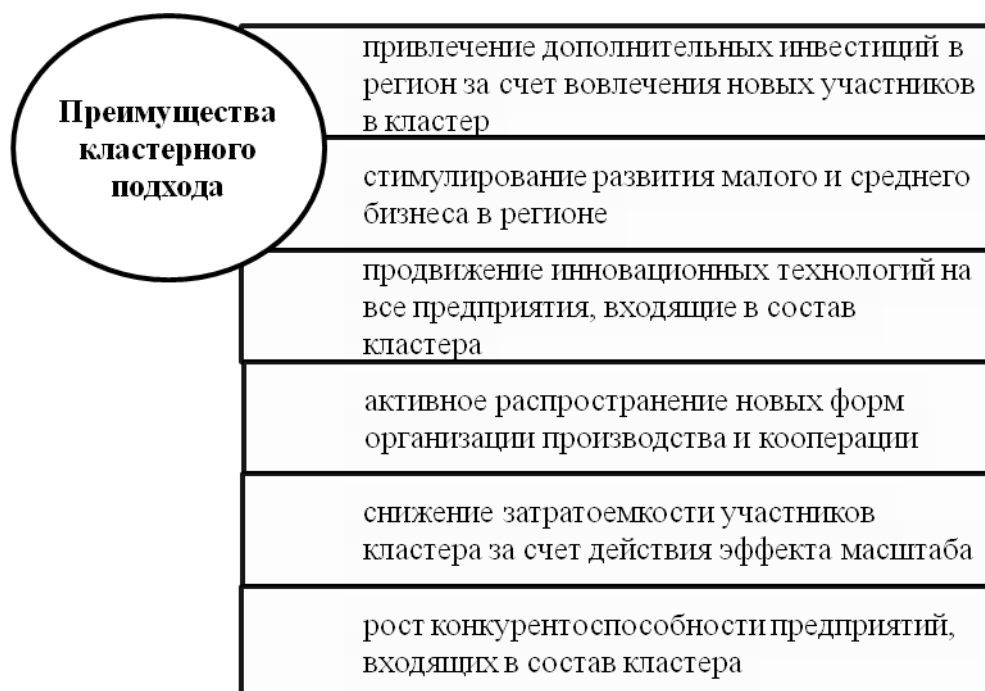 Преимущества
кластерного
подхода
привлечение дополнительных инвестиций в
регион за счет вовлечения новых участников
в кластер
стимулирование развития малого и среднего
бизнеса в регионе
продвижение инновационных технологий на
все предприятия, входящие в состав
кластера
активное распространение новых форм
организации производства и кооперации
снижение затратоемкости участников
кластера за счет действия эффекта масштаба
рост конкурентоспособности предприятий,
входящих в состав кластера